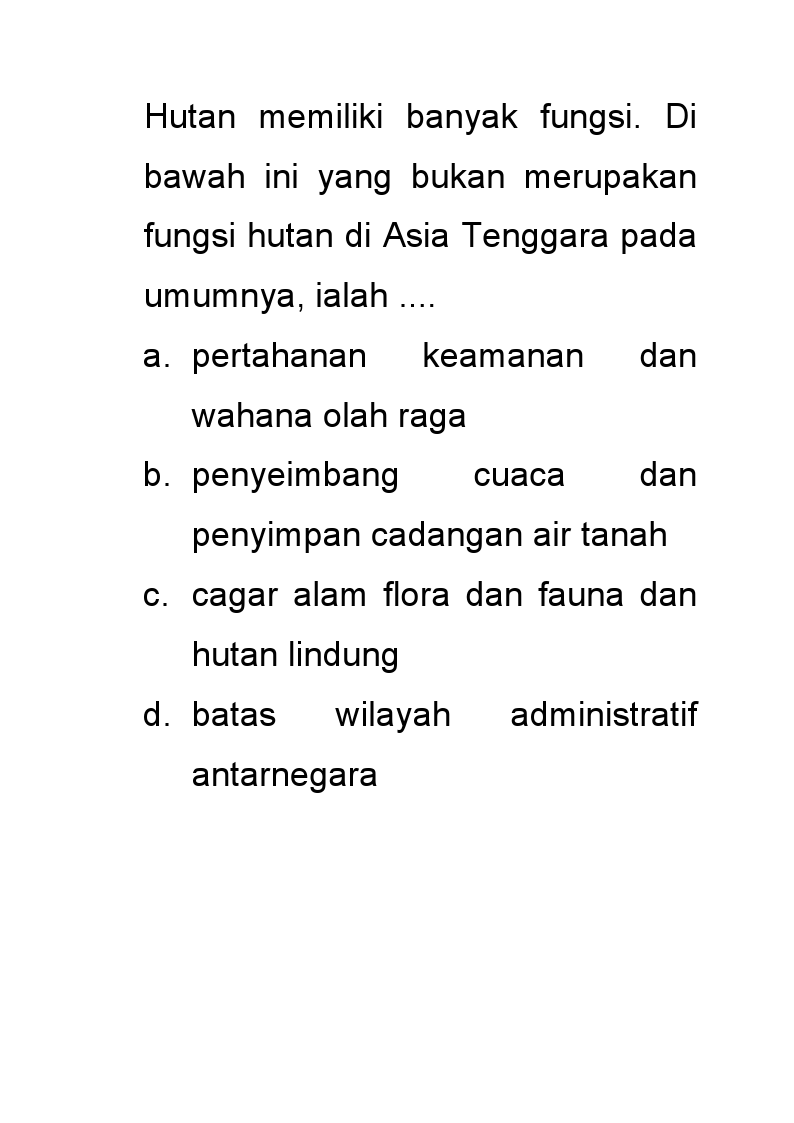 Hutan memiliki banyak fungsi. Di
bawah ini yang bukan merupakan
fungsi hutan di Asia Tenggara pada
umumnya, ialah ....
a. pertahanan keamanan dan
wahana olah raga
b. penyeimbang cuaca dan
penyimpan cadangan air tanah
c. cagar alam flora dan fauna dan
hutan lindung
d. batas wilayah administratif
antarnegara